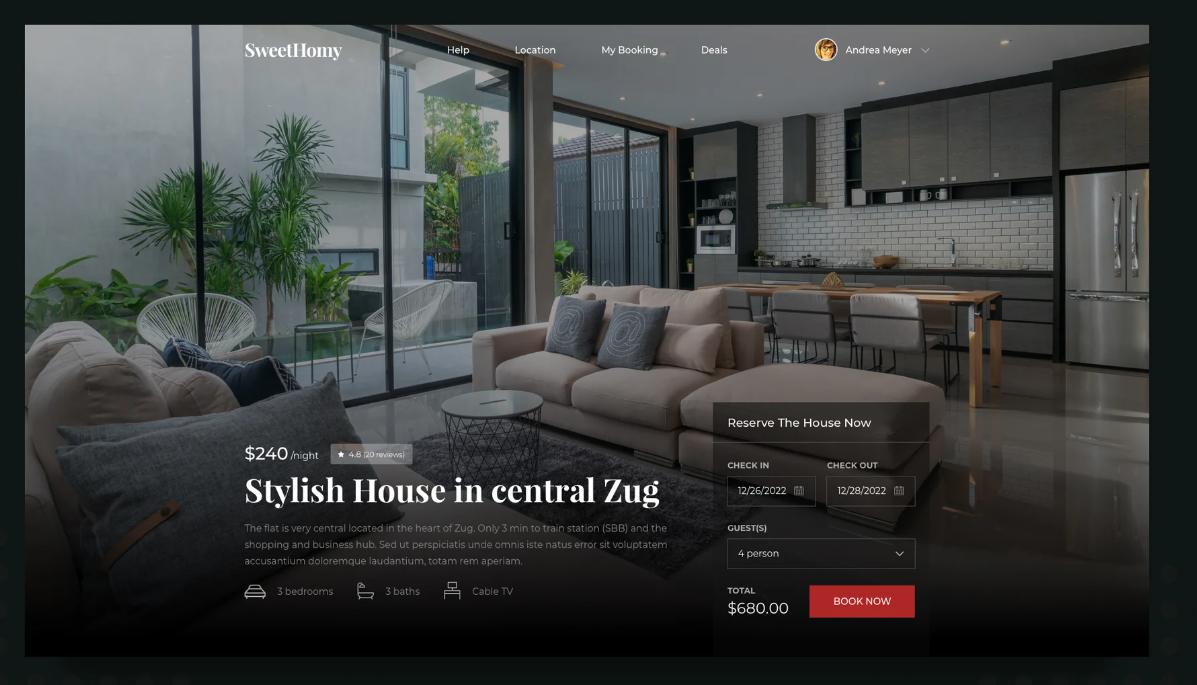 SweetHomy
Help
Location
My Booking
Deals
Andrea Meyer
$240 /night
4.8 (20 reviews)
Stylish House in central Zug
The flat is very central located in the heart of Zug. Only 3 min to train station (SBB) and the
shopping and business hub. Sed ut perspiciatis unde omnis iste natus error sit voluptatem
accusantium doloremque laudantium, totam rem aperiam.
3 bedrooms
3 baths
Cable TV
Reserve The House Now
CHECK IN
CHECK OUT
12/26/2022
12/28/2022
GUEST(S)
4 person
TOTAL
$680.00
BOOK NOW